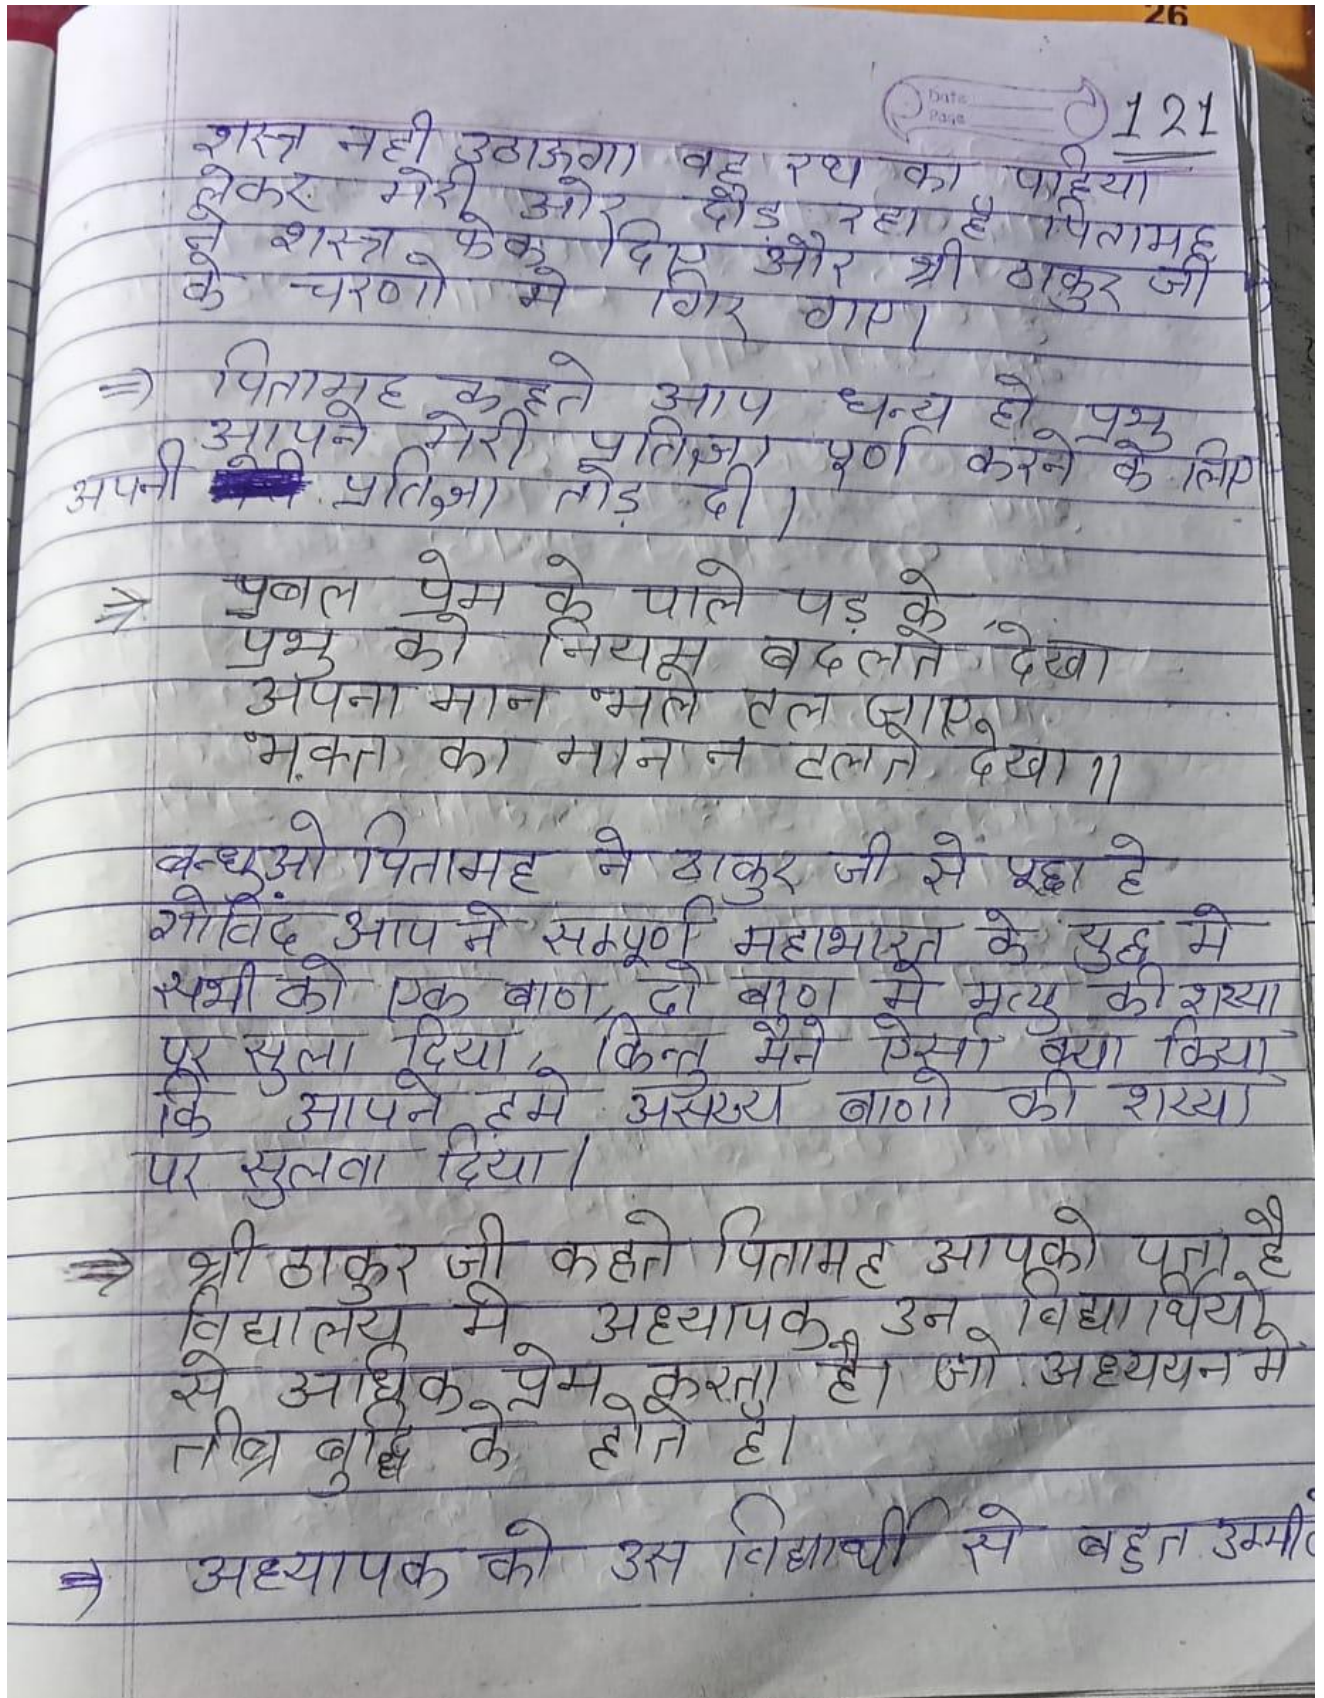 26
Date
Page
121
शस्त्र नही उठाऊगा वह रथ का पहिया
लेकर मेरी ओर दौड़ रहा है पितामह
ने शस्त्र फेक दिए और श्री ठाकुर जी
के चरणो मे गिर गए।
⇒ पितामह कहते आप धन्य हो प्रभु
आपने मेरी प्रतिज्ञा पूर्ण करने के लिए
अपनी प्रतिज्ञा तोड़ दी।
⇒ प्रबल प्रेम के पाले पड़ के,
प्रभु को नियम बदलते देखा
अपना मान भले टल जाए,
भक्त का मान न टलते देखा॥
बन्धुओ पितामह ने ठाकुर जी से पूछा हे
गोविंद आप ने सम्पूर्ण महाभारत के युद्ध मे
सभी को एक बाण, दो बाण मे मृत्यु की शय्या
पर सुला दिया, किन्तु मैने ऐसा क्या किया
कि आपने हमे असख्य बाणो की शय्या
पर सुलवा दिया।
⇒ श्री ठाकुर जी कहते पितामह आपको पता है
विद्यालय मे अध्यापक उन विद्यार्थियो
से अधिक प्रेम करता है। जो अध्ययन मे
तीब्र बुद्धि के होते है।
⇒ अध्यापक को उस विद्यार्थी से बहुत